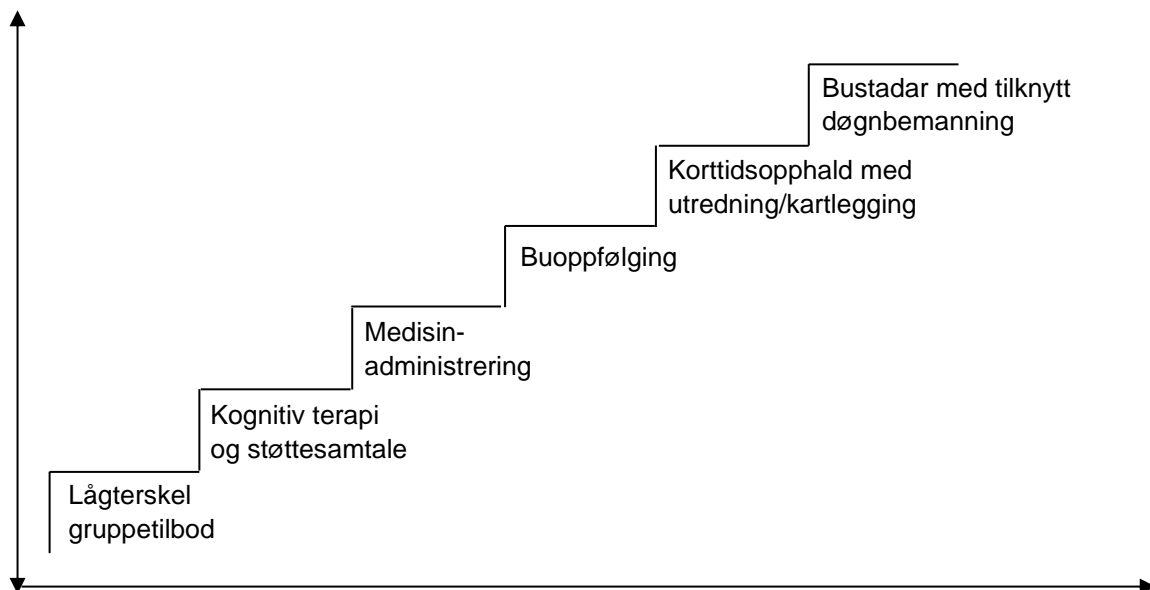 Bustadar med tilknytt
døgnbemanning
Korttidsopphald med
utredning/kartlegging
Buoppfølging
Medisin-
administrering
Kognitiv terapi
og støttesamtale
Lågterskel
gruppetilbod